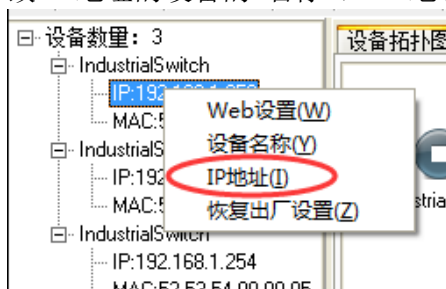 设备数量: 3
设备拓扑图
IndustrialSwitch
Web设置(W)
设备名称(Y)
IP地址(I)
恢复出厂设置(Z)
IndustrialSwitch
IP:192.168.1.254